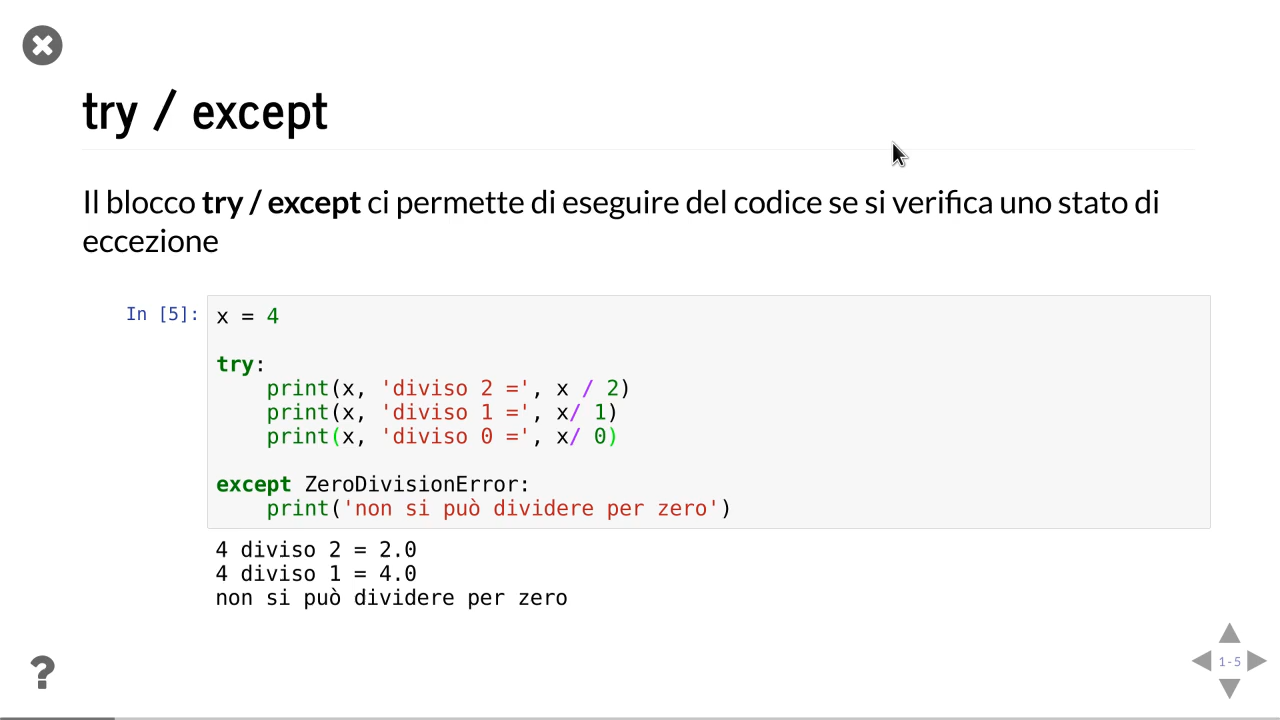 try / except
Il blocco try / except ci permette di eseguire del codice se si verifica uno stato di
eccezione
In [5]:
x = 4
try:
    print(x, 'diviso 2 =', x / 2)
    print(x, 'diviso 1 =', x/ 1)
    print(x, 'diviso 0 =', x/ 0)
except ZeroDivisionError:
    print('non si può dividere per zero')
4 diviso 2 = 2.0
4 diviso 1 = 4.0
non si può dividere per zero
?
1-5